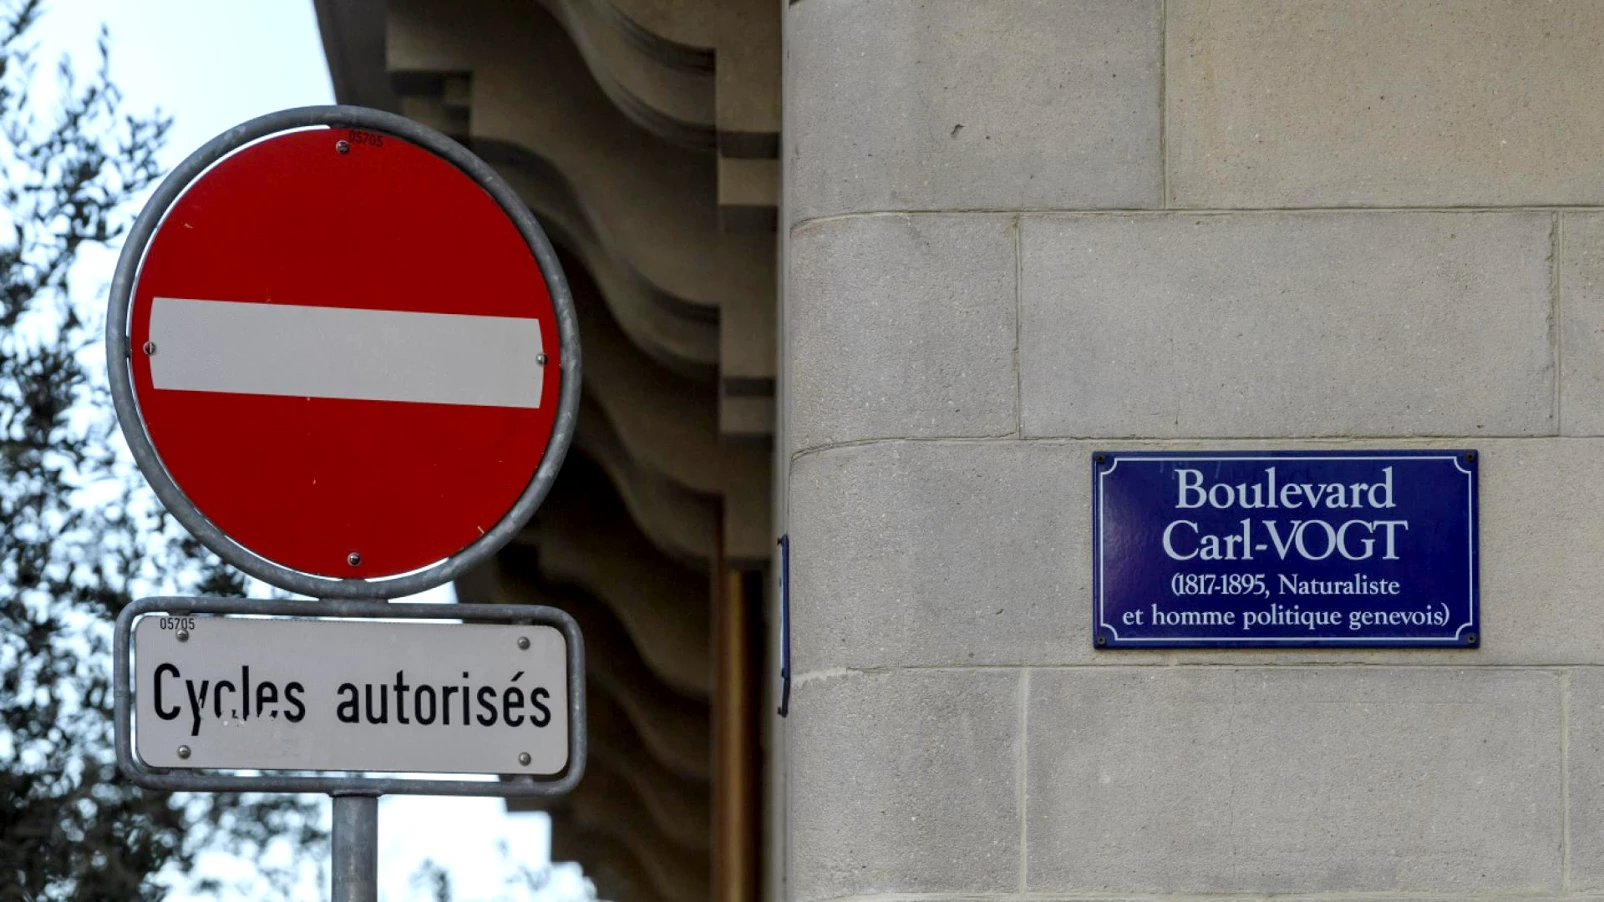 05705
05705
Cycles autorisés
Boulevard
Carl-VOGT
(1817-1895, Naturaliste
et homme politique genevois)